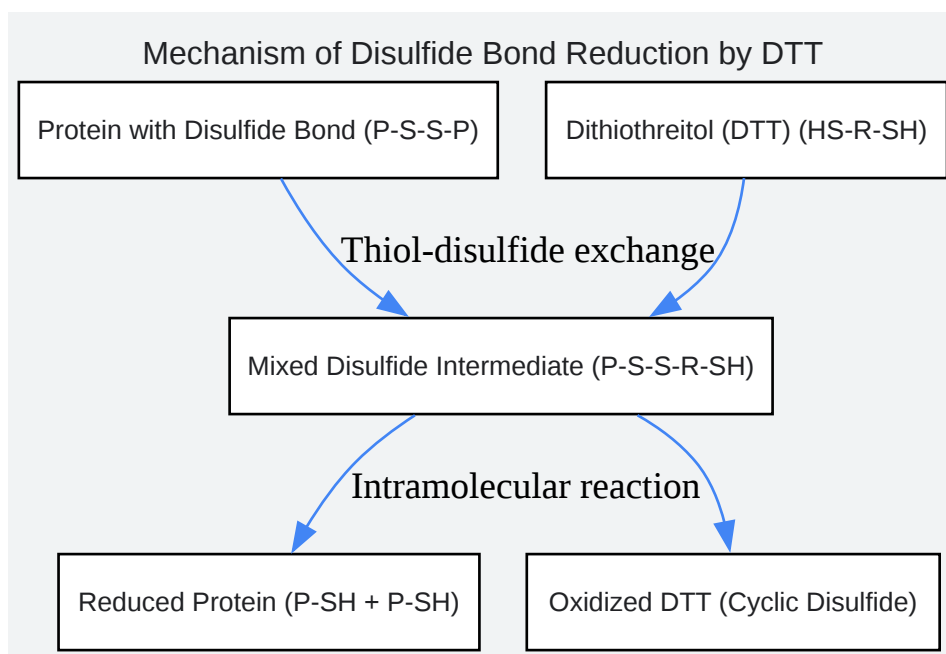 Mechanism of Disulfide Bond Reduction by DTT
Protein with Disulfide Bond (P-S-S-P)
Dithiothreitol (DTT) (HS-R-SH)
Thiol-disulfide exchange
Mixed Disulfide Intermediate (P-S-S-R-SH)
Intramolecular reaction
Reduced Protein (P-SH + P-SH)
Oxidized DTT (Cyclic Disulfide)